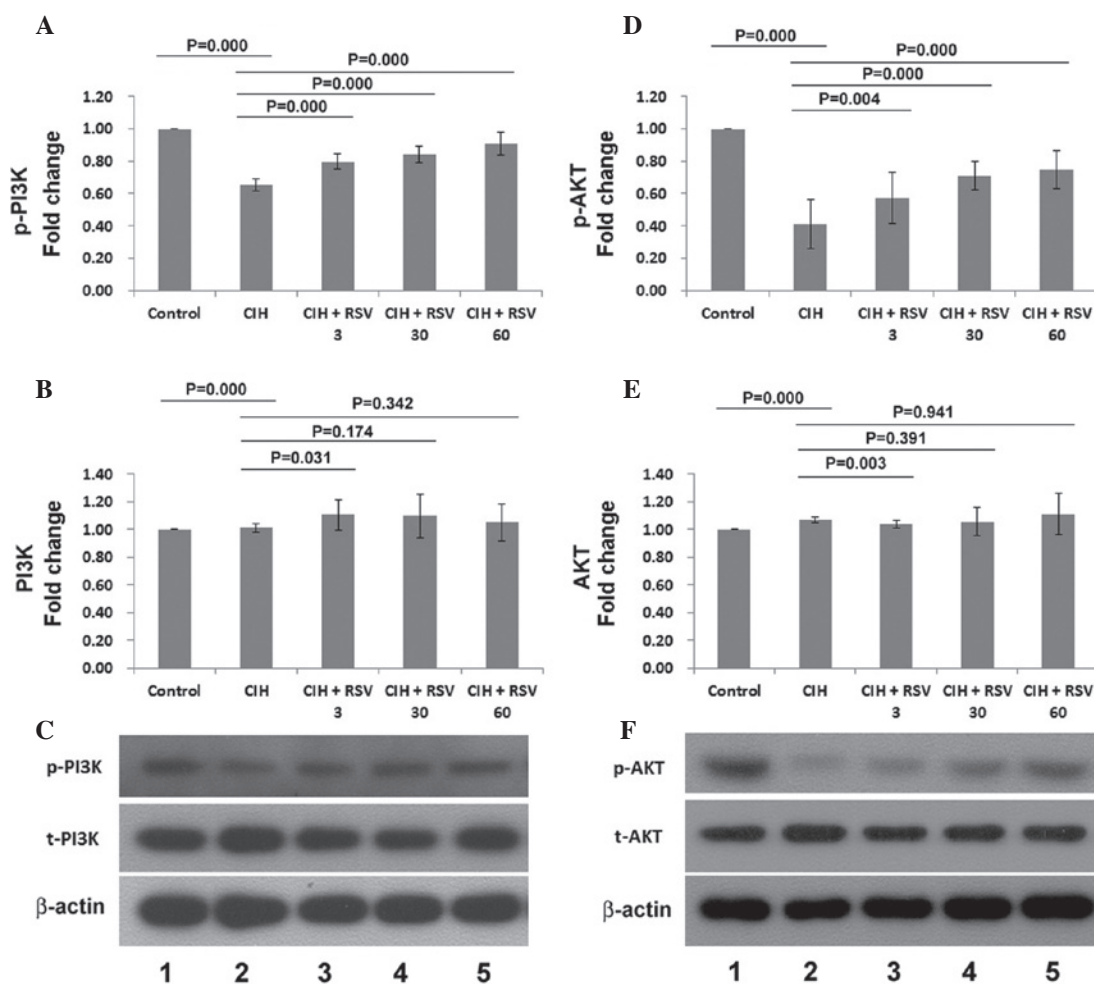 A
P=0.000
P=0.000
P=0.000
P=0.000
1.20
1.00
0.80
0.60
0.40
0.20
0.00
p-PI3K
Fold change
Control
CIH
CIH + RSV
3
CIH + RSV
30
CIH + RSV
60
D
P=0.000
P=0.000
P=0.000
P=0.004
1.20
1.00
0.80
0.60
0.40
0.20
0.00
p-AKT
Fold change
Control
CIH
CIH + RSV
3
CIH + RSV
30
CIH + RSV
60
B
P=0.000
P=0.342
P=0.174
P=0.031
1.40
1.20
1.00
0.80
0.60
0.40
0.20
0.00
PI3K
Fold change
Control
CIH
CIH + RSV
3
CIH + RSV
30
CIH + RSV
60
E
P=0.000
P=0.941
P=0.391
P=0.003
1.40
1.20
1.00
0.80
0.60
0.40
0.20
0.00
AKT
Fold change
Control
CIH
CIH + RSV
3
CIH + RSV
30
CIH + RSV
60
C
p-PI3K
t-PI3K
β-actin
1 2 3 4 5
F
p-AKT
t-AKT
β-actin
1 2 3 4 5